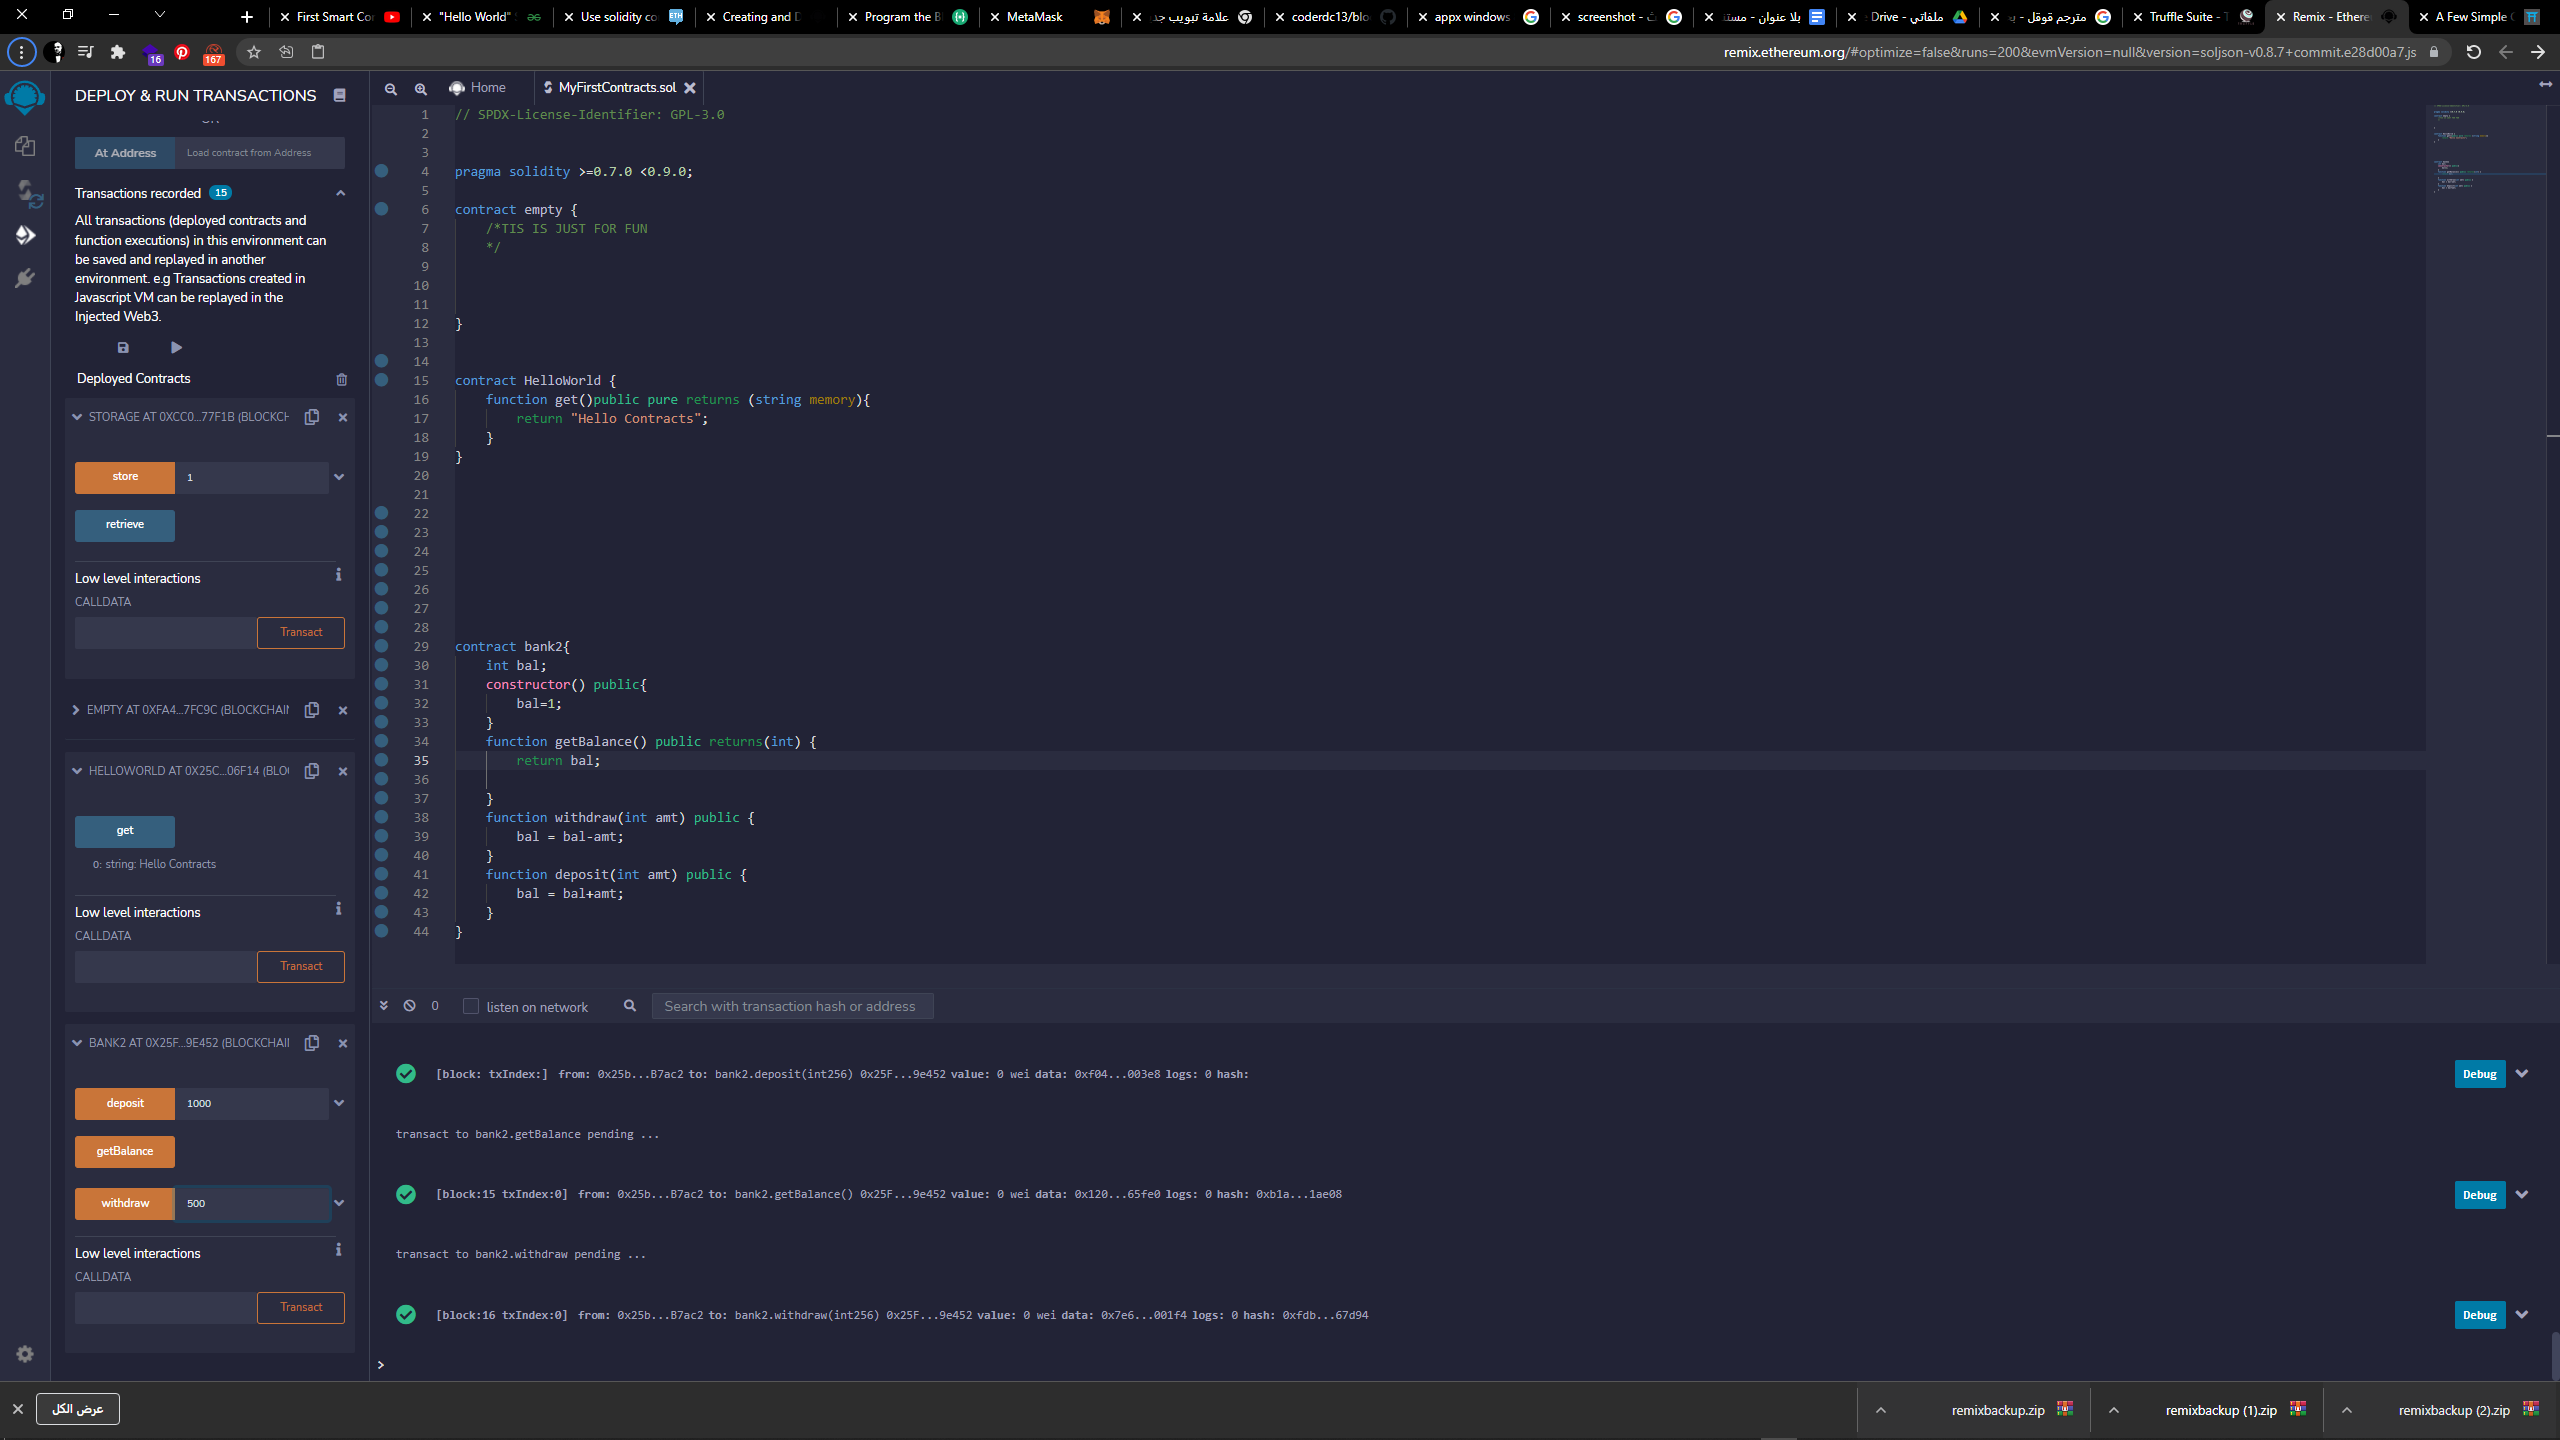 First Smart Co
"Hello World"
Use solidity co
Creating and D
Program the B
MetaMask
علامة تبويب جد
coderdc13/blo
appx windows
screenshot -
بلا عنوان - مستن
ملفاتي - Drive
مترجم قوقل -
Truffle Suite - T
Remix - Ethere
A Few Simple
16
167
remix.ethereum.org/#optimize=false&runs=200&evmVersion=null&version=soljson-v0.8.7+commit.e28d00a7.js
DEPLOY & RUN TRANSACTIONS
OR
At Address Load contract from Address
Transactions recorded 15
All transactions (deployed contracts and
function executions) in this environment can
be saved and replayed in another
environment. e.g Transactions created in
Javascript VM can be replayed in the
Injected Web3.
Deployed Contracts
STORAGE AT 0XCC0...77F1B (BLOCKCH
store 1
retrieve
Low level interactions
CALLDATA
Transact
EMPTY AT 0XFA4...7FC9C (BLOCKCHAIN
HELLOWORLD AT 0X25C...06F14 (BLO
get
0: string: Hello Contracts
Low level interactions
CALLDATA
Transact
BANK2 AT 0X25F...9E452 (BLOCKCHAI
deposit 1000
getBalance
withdraw 500
Low level interactions
CALLDATA
Transact
Home
MyFirstContracts.sol
1 // SPDX-License-Identifier: GPL-3.0
2
3
4 pragma solidity >=0.7.0 <0.9.0;
5
6 contract empty {
7 /*TIS IS JUST FOR FUN
8 */
9
10
11
12 }
13
14
15 contract HelloWorld {
16 function get()public pure returns (string memory){
17 return "Hello Contracts";
18 }
19 }
20
21
22
23
24
25
26
27
28
29 contract bank2{
30 int bal;
31 constructor() public{
32 bal=1;
33 }
34 function getBalance() public returns(int) {
35 return bal;
36
37 }
38 function withdraw(int amt) public {
39 bal = bal-amt;
40 }
41 function deposit(int amt) public {
42 bal = bal+amt;
43 }
44 }
0 listen on network Search with transaction hash or address
[block: txIndex:] from: 0x25b...B7ac2 to: bank2.deposit(int256) 0x25F...9e452 value: 0 wei data: 0xf04...003e8 logs: 0 hash: Debug
transact to bank2.getBalance pending ...
[block:15 txIndex:0] from: 0x25b...B7ac2 to: bank2.getBalance() 0x25F...9e452 value: 0 wei data: 0x120...65fe0 logs: 0 hash: 0xb1a...1ae08 Debug
transact to bank2.withdraw pending ...
[block:16 txIndex:0] from: 0x25b...B7ac2 to: bank2.withdraw(int256) 0x25F...9e452 value: 0 wei data: 0x7e6...001f4 logs: 0 hash: 0xfdb...67d94 Debug
>
عرض الكل
remixbackup.zip
remixbackup (1).zip
remixbackup (2).zip